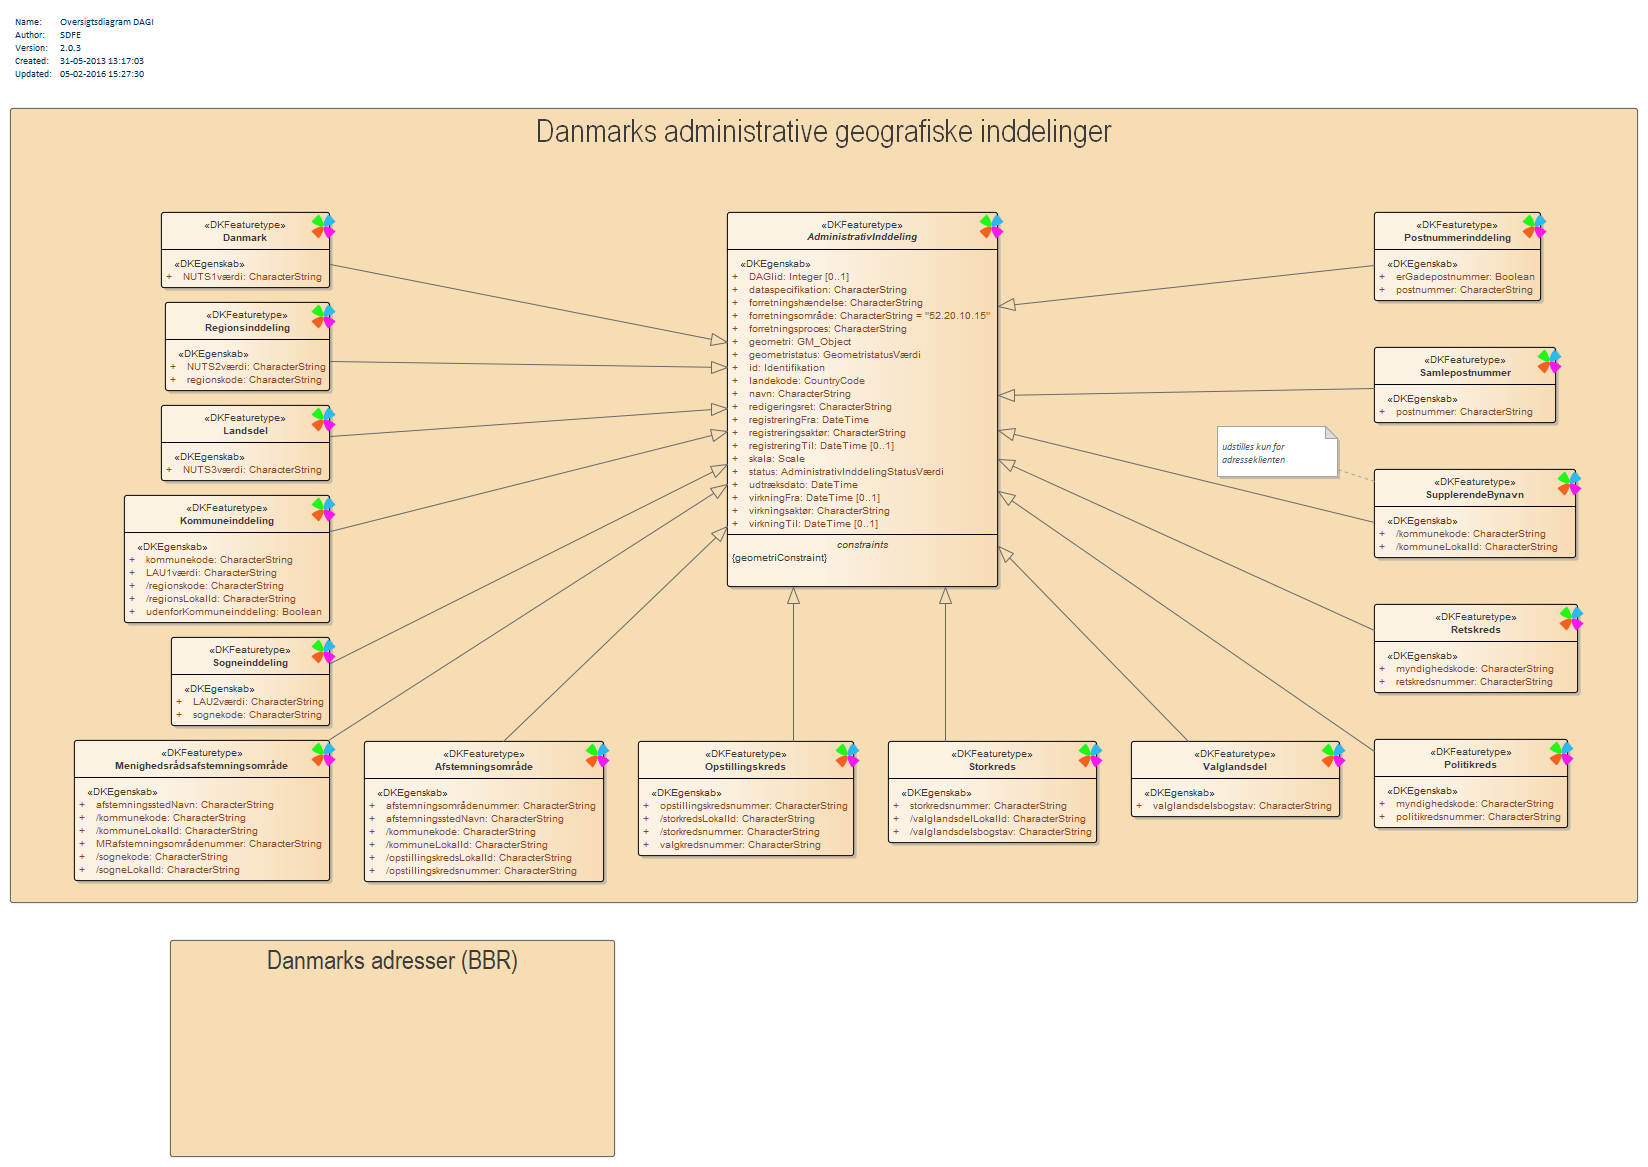 Name: Oversigtsdiagram DAGI
Author: SDFE
Version: 2.0.3
Created: 31-05-2013 13:17:03
Updated: 05-02-2016 15:27:30
Danmarks administrative geografiske inddelinger
«DKFeaturetype»
Danmark
«DKEgenskab»
+ NUTS1værdi: CharacterString
«DKFeaturetype»
Regionsinddeling
«DKEgenskab»
+ NUTS2værdi: CharacterString
+ regionskode: CharacterString
«DKFeaturetype»
Landsdel
«DKEgenskab»
+ NUTS3værdi: CharacterString
«DKFeaturetype»
Kommuneinddeling
«DKEgenskab»
+ kommunekode: CharacterString
+ LAU1værdi: CharacterString
+ /regionskode: CharacterString
+ /regionsLokalId: CharacterString
+ udenforKommuneinddeling: Boolean
«DKFeaturetype»
Sogneinddeling
«DKEgenskab»
+ LAU2værdi: CharacterString
+ sognekode: CharacterString
«DKFeaturetype»
Menighedsrådsafstemningsområde
«DKEgenskab»
+ afstemningsstedNavn: CharacterString
+ /kommunekode: CharacterString
+ /kommuneLokalId: CharacterString
+ MRafstemningsområdenummer: CharacterString
+ /sognekode: CharacterString
+ /sogneLokalId: CharacterString
«DKFeaturetype»
Afstemningsområde
«DKEgenskab»
+ afstemningsområdenummer: CharacterString
+ afstemningsstedNavn: CharacterString
+ /kommunekode: CharacterString
+ /kommuneLokalId: CharacterString
+ /opstillingskredsLokalId: CharacterString
+ /opstillingskredsnummer: CharacterString
«DKFeaturetype»
AdministrativInddeling
«DKEgenskab»
+ DAGIid: Integer [0..1]
+ dataspecifikation: CharacterString
+ forretningshændelse: CharacterString
+ forretningsområde: CharacterString = "52.20.10.15"
+ forretningsproces: CharacterString
+ geometri: GM_Object
+ geometristatus: GeometristatusVærdi
+ id: Identifikation
+ landekode: CountryCode
+ navn: CharacterString
+ redigeringsret: CharacterString
+ registreringFra: DateTime
+ registreringsaktør: CharacterString
+ registreringTil: DateTime [0..1]
+ skala: Scale
+ status: AdministrativInddelingStatusVærdi
+ udtræksdato: DateTime
+ virkningFra: DateTime [0..1]
+ virkningsaktør: CharacterString
+ virkningTil: DateTime [0..1]
constraints
{geometriConstraint}
«DKFeaturetype»
Opstillingskreds
«DKEgenskab»
+ opstillingskredsnummer: CharacterString
+ /storkredsLokalId: CharacterString
+ /storkredsnummer: CharacterString
+ valgkredsnummer: CharacterString
«DKFeaturetype»
Storkreds
«DKEgenskab»
+ storkredsnummer: CharacterString
+ /valglandsdelLokalId: CharacterString
+ /valglandsdelsbogstav: CharacterString
«DKFeaturetype»
Valglandsdel
«DKEgenskab»
+ valglandsdelsbogstav: CharacterString
«DKFeaturetype»
Postnummerinddeling
«DKEgenskab»
+ erGadepostnummer: Boolean
+ postnummer: CharacterString
«DKFeaturetype»
Samlepostnummer
«DKEgenskab»
+ postnummer: CharacterString
udstilles kun for
adresseklienten
«DKFeaturetype»
SupplerendeBynavn
«DKEgenskab»
+ /kommunekode: CharacterString
+ /kommuneLokalId: CharacterString
«DKFeaturetype»
Retskreds
«DKEgenskab»
+ myndighedskode: CharacterString
+ retskredsnummer: CharacterString
«DKFeaturetype»
Politikreds
«DKEgenskab»
+ myndighedskode: CharacterString
+ politikredsnummer: CharacterString
Danmarks adresser (BBR)